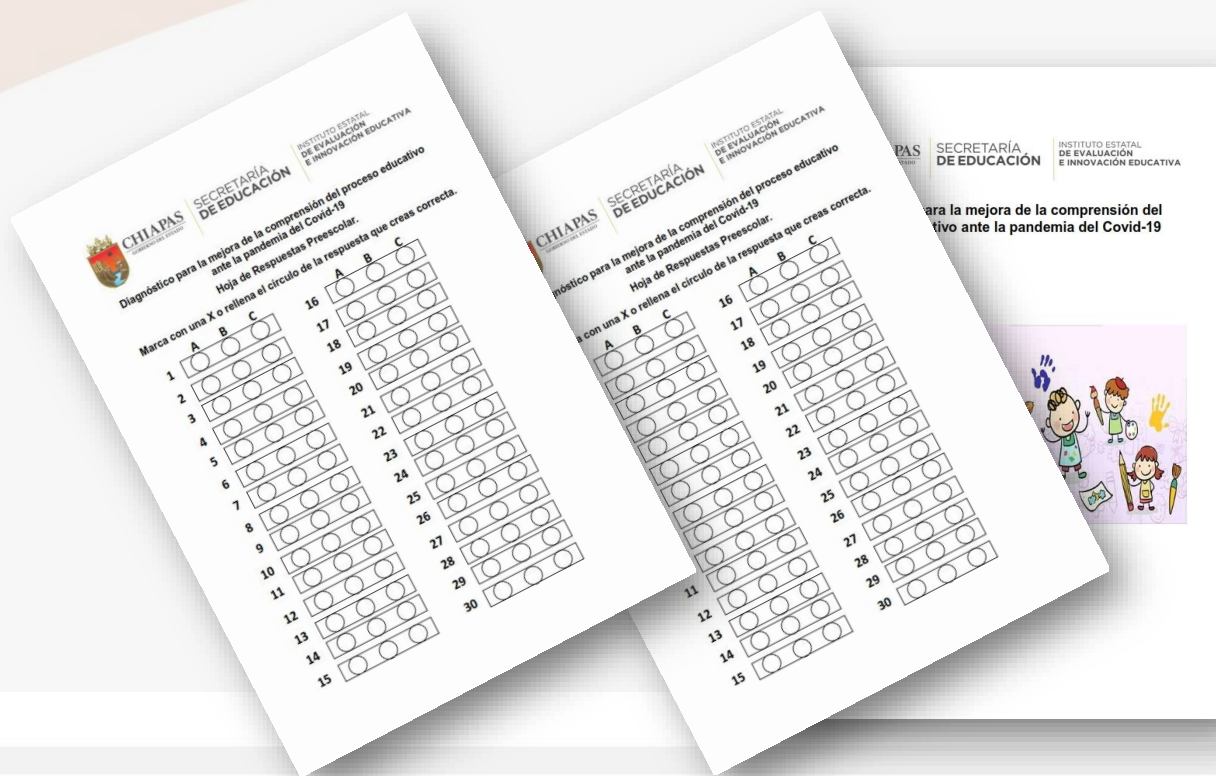 CHIAPAS
GOBIERNO DEL ESTADO
SECRETARÍA
DE EDUCACIÓN
INSTITUTO ESTATAL
DE EVALUACIÓN
E INNOVACIÓN EDUCATIVA
Diagnóstico para la mejora de la comprensión del proceso educativo
ante la pandemia del Covid-19
Hoja de Respuestas Preescolar.
Marca con una X o rellena el círculo de la respuesta que creas correcta.
A B C
1
2
3
4
5
6
7
8
9
10
11
12
13
14
15
A B C
16
17
18
19
20
21
22
23
24
25
26
27
28
29
30
CHIAPAS
GOBIERNO DEL ESTADO
SECRETARÍA
DE EDUCACIÓN
INSTITUTO ESTATAL
DE EVALUACIÓN
E INNOVACIÓN EDUCATIVA
nóstico para la mejora de la comprensión del proceso educativo
ante la pandemia del Covid-19
Hoja de Respuestas Preescolar.
a con una X o rellena el círculo de la respuesta que creas correcta.
A B C
11
12
13
14
15
A B C
16
17
18
19
20
21
22
23
24
25
26
27
28
29
30
PAS
SECRETARÍA
DE EDUCACIÓN
INSTITUTO ESTATAL
DE EVALUACIÓN
E INNOVACIÓN EDUCATIVA
ara la mejora de la comprensión del
tivo ante la pandemia del Covid-19